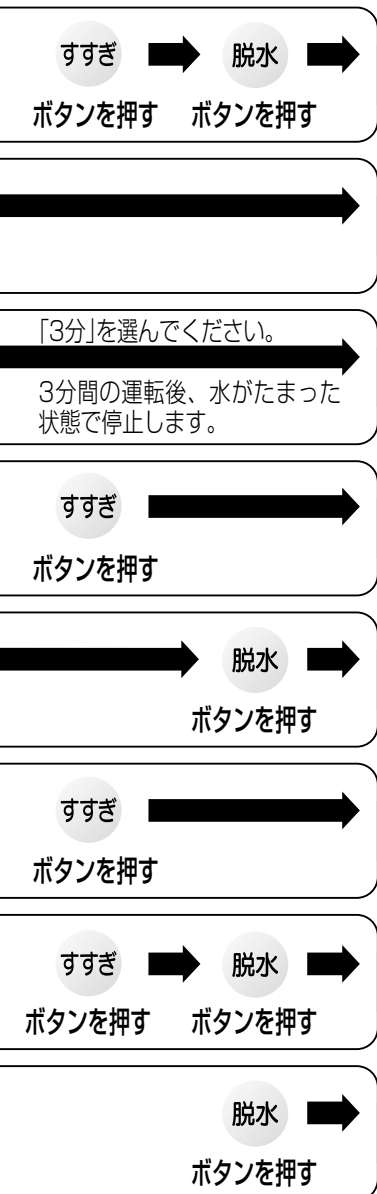 すすぎ 脱水
ボタンを押す ボタンを押す
「3分」を選んでください。
3分間の運転後、水がたまった
状態で停止します。
すすぎ
ボタンを押す
脱水
ボタンを押す
すすぎ
ボタンを押す
すすぎ 脱水
ボタンを押す ボタンを押す
脱水
ボタンを押す